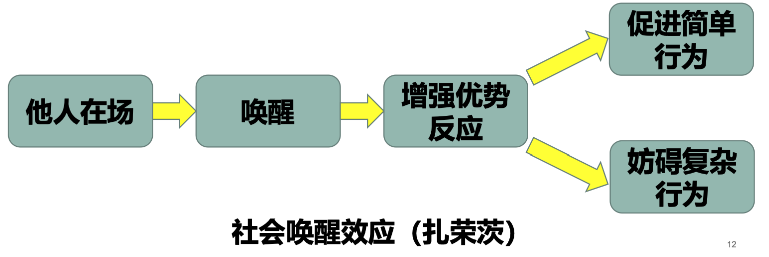 促进简单
行为
他人在场
唤醒
增强优势
反应
妨碍复杂
行为
社会唤醒效应（扎荣茨）
12